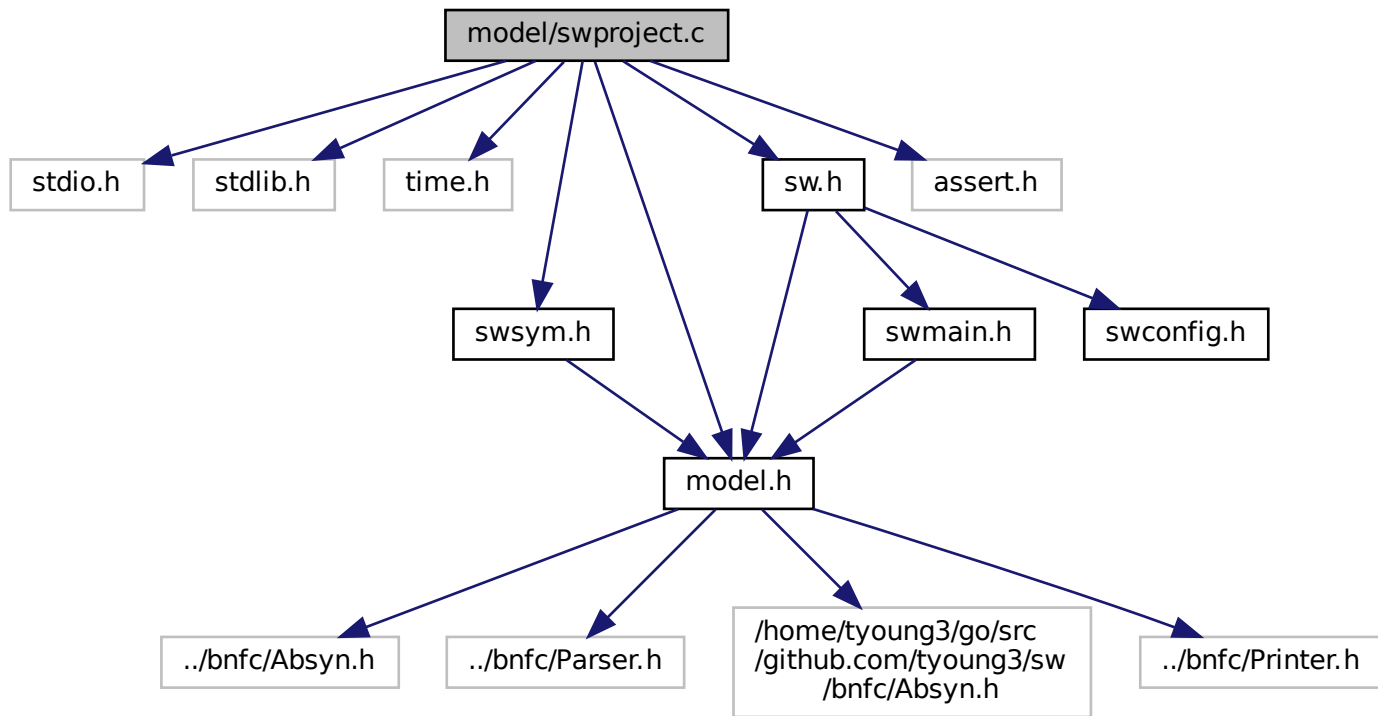 model/swproject.c
stdio.h
stdlib.h
time.h
sw.h
assert.h
swsym.h
swmain.h
swconfig.h
model.h
../bnfc/Absyn.h
../bnfc/Parser.h
/home/tyoung3/go/src
/github.com/tyoung3/sw
/bnfc/Absyn.h
../bnfc/Printer.h